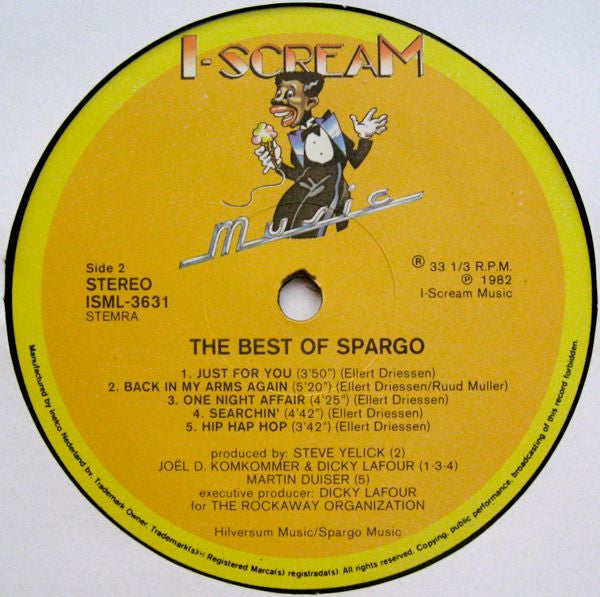 I-SCREAM
Music
Side 2
STEREO
ISML-3631
STEMRA
® 33 1/3 R.P.M.
℗ 1982
I-Scream Music
THE BEST OF SPARGO
1. JUST FOR YOU (3'50") (Ellert Driessen)
2. BACK IN MY ARMS AGAIN (5'20") (Ellert Driessen/Ruud Muller)
3. ONE NIGHT AFFAIR (4'25") (Ellert Driessen)
4. SEARCHIN' (4'42") (Ellert Driessen)
5. HIP HAP HOP (3'42") (Ellert Driessen)
produced by: STEVE YELICK (2)
JOËL D. KOMKOMMER & DICKY LAFOUR (1-3-4)
MARTIN DUISER (5)
executive producer: DICKY LAFOUR
for THE ROCKAWAY ORGANIZATION
Hilversum Music/Spargo Music
Manufactured by Inelco Nederland bv. Trademark Owner. Trademark(s)- Registered Marca(s) registrada(s). All rights reserved. Copying, public performance, broadcasting of this record forbidden.